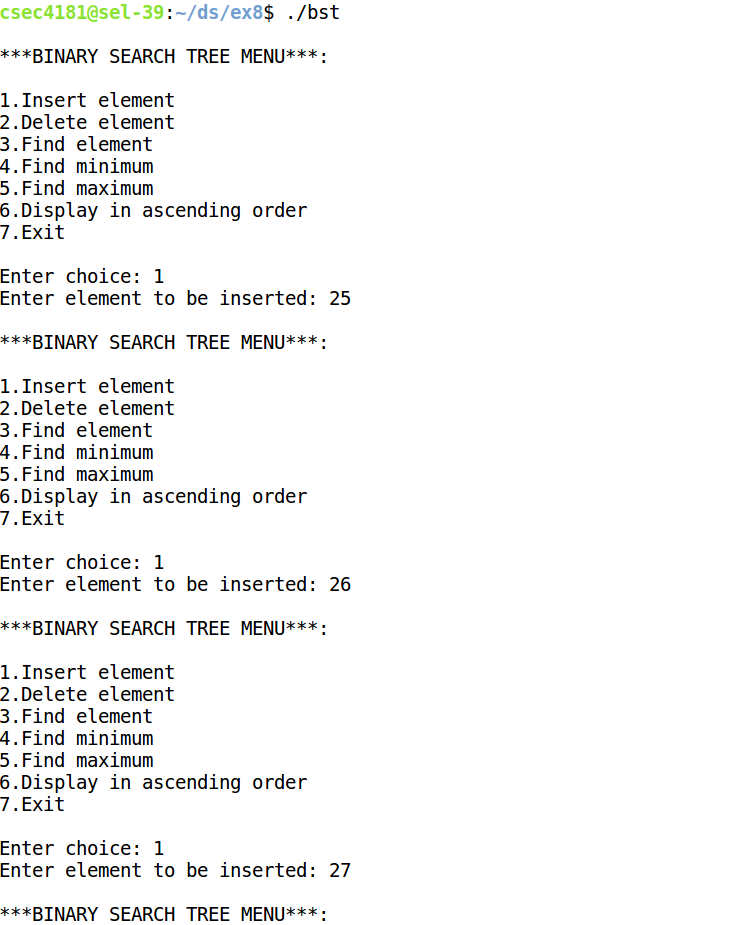 csec4181@sel-39:~/ds/ex8$ ./bst
***BINARY SEARCH TREE MENU***:
1.Insert element
2.Delete element
3.Find element
4.Find minimum
5.Find maximum
6.Display in ascending order
7.Exit
Enter choice: 1
Enter element to be inserted: 25
***BINARY SEARCH TREE MENU***:
1.Insert element
2.Delete element
3.Find element
4.Find minimum
5.Find maximum
6.Display in ascending order
7.Exit
Enter choice: 1
Enter element to be inserted: 26
***BINARY SEARCH TREE MENU***:
1.Insert element
2.Delete element
3.Find element
4.Find minimum
5.Find maximum
6.Display in ascending order
7.Exit
Enter choice: 1
Enter element to be inserted: 27
***BINARY SEARCH TREE MENU***: